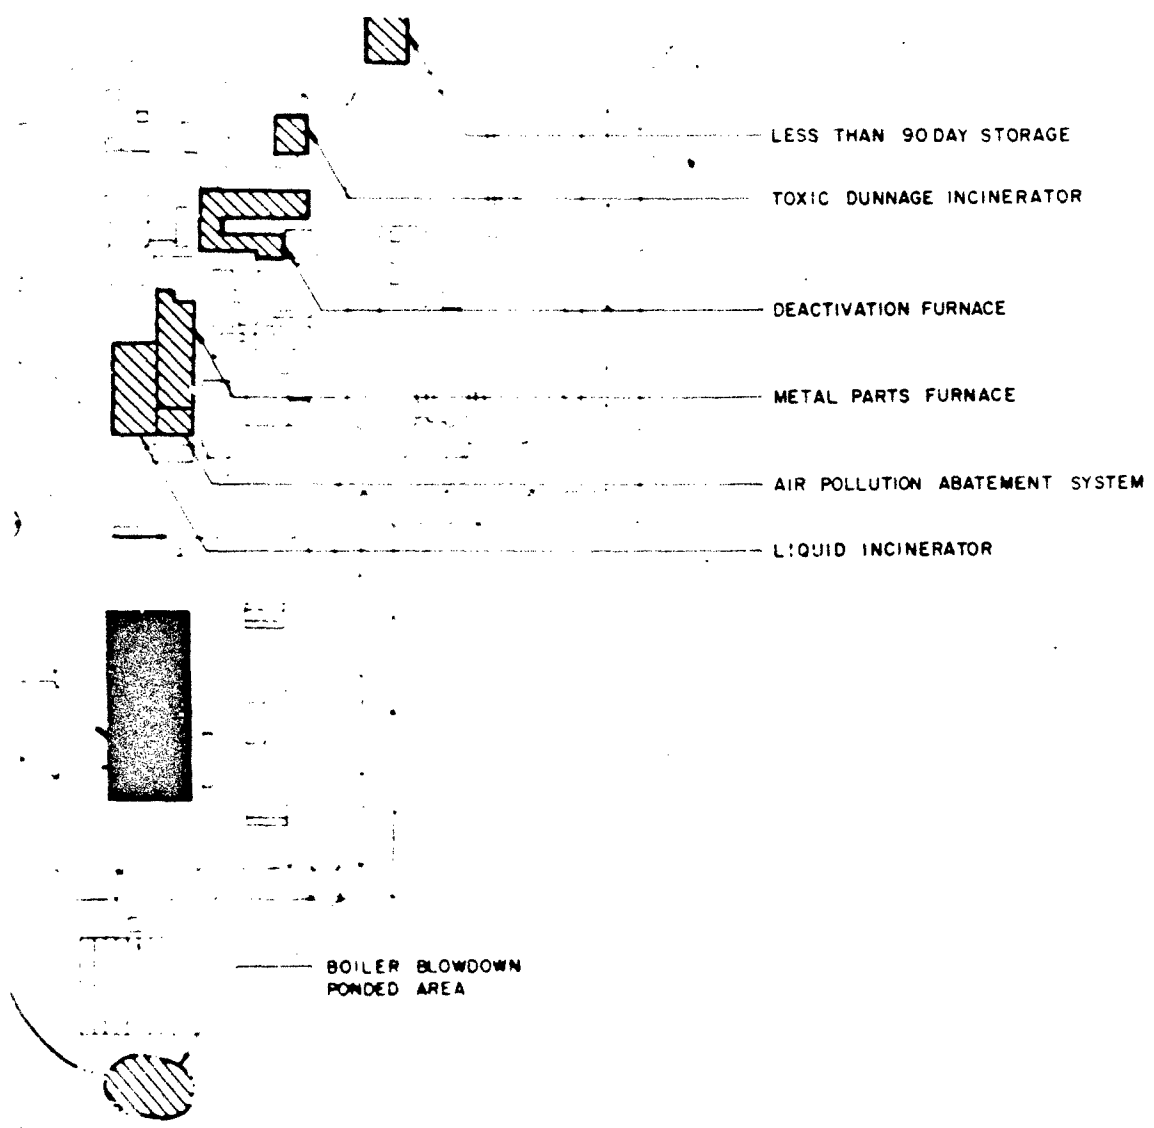 LESS THAN 90 DAY STORAGE
TOXIC DUNNAGE INCINERATOR
DEACTIVATION FURNACE
METAL PARTS FURNACE
AIR POLLUTION ABATEMENT SYSTEM
LIQUID INCINERATOR
BOILER BLOWDOWN
PONDED AREA